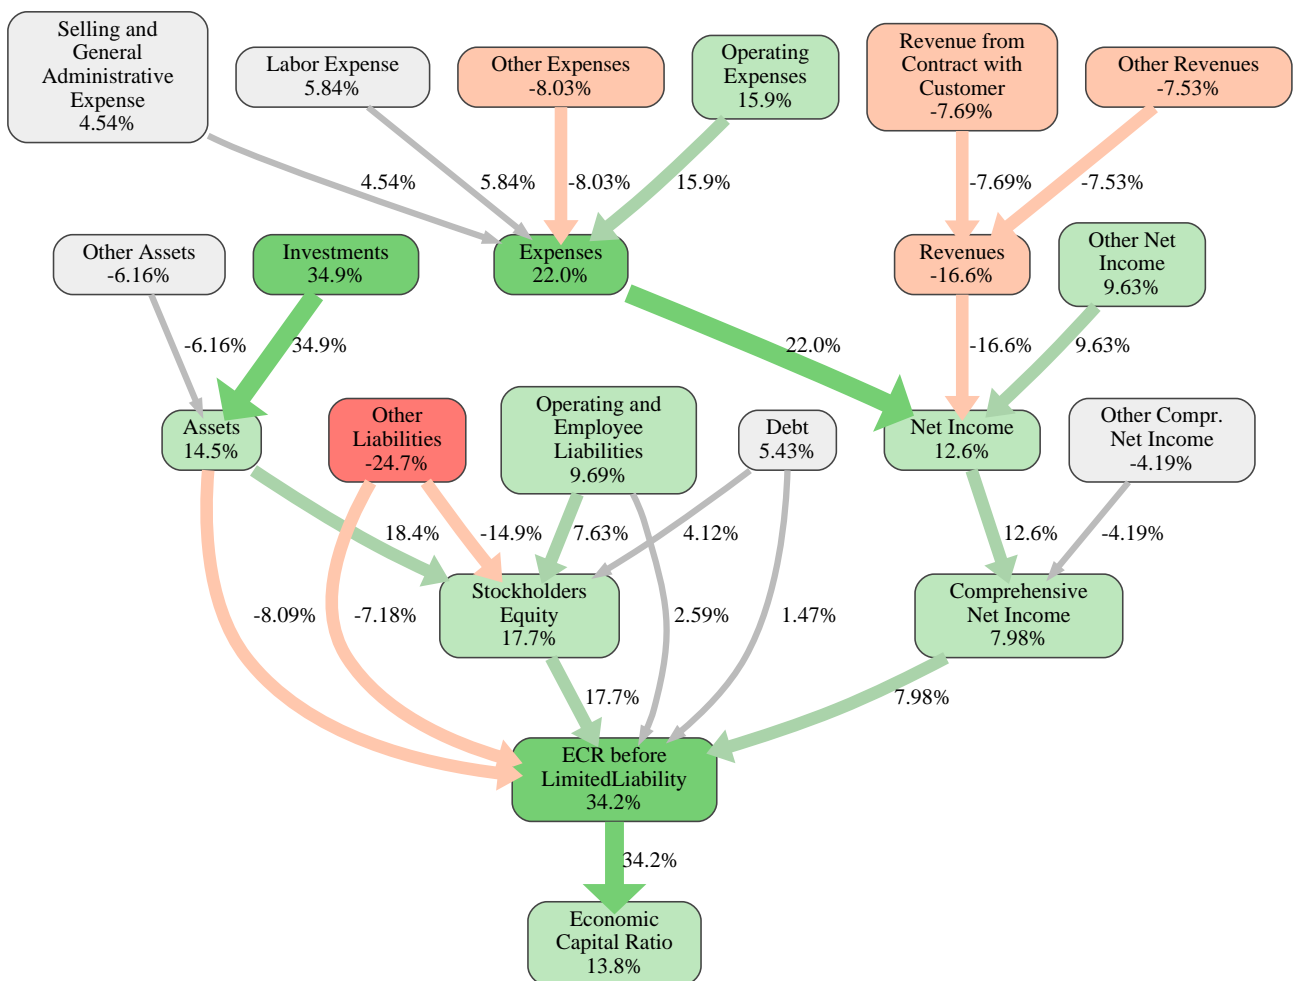 Selling and
General
Administrative
Expense
4.54%
Labor Expense
5.84%
Other Expenses
-8.03%
Operating
Expenses
15.9%
Revenue from
Contract with
Customer
-7.69%
Other Revenues
-7.53%
4.54%
5.84%
-8.03%
15.9%
-7.69%
-7.53%
Other Assets
-6.16%
Investments
34.9%
Expenses
22.0%
Revenues
-16.6%
Other Net
Income
9.63%
-6.16%
34.9%
22.0%
-16.6%
9.63%
Assets
14.5%
Other
Liabilities
-24.7%
Operating and
Employee
Liabilities
9.69%
Debt
5.43%
Net Income
12.6%
Other Compr.
Net Income
-4.19%
18.4%
-14.9%
7.63%
4.12%
12.6%
-4.19%
Stockholders
Equity
17.7%
Comprehensive
Net Income
7.98%
-8.09%
-7.18%
2.59%
1.47%
17.7%
7.98%
ECR before
LimitedLiability
34.2%
34.2%
Economic
Capital Ratio
13.8%